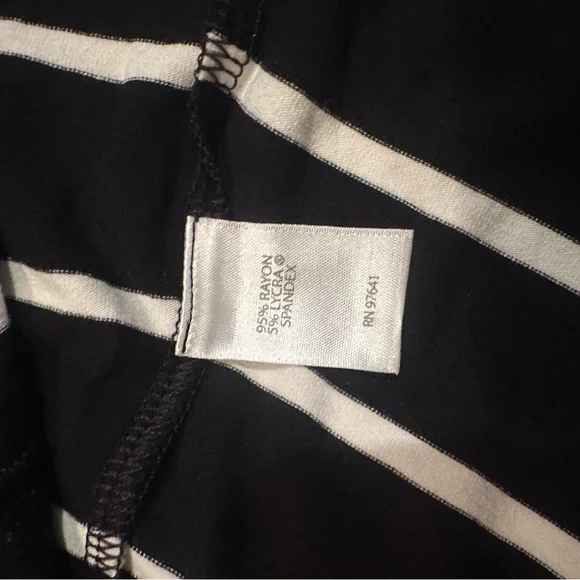 95% RAYON
5% LYCRA ®
SPANDEX
RN 97641